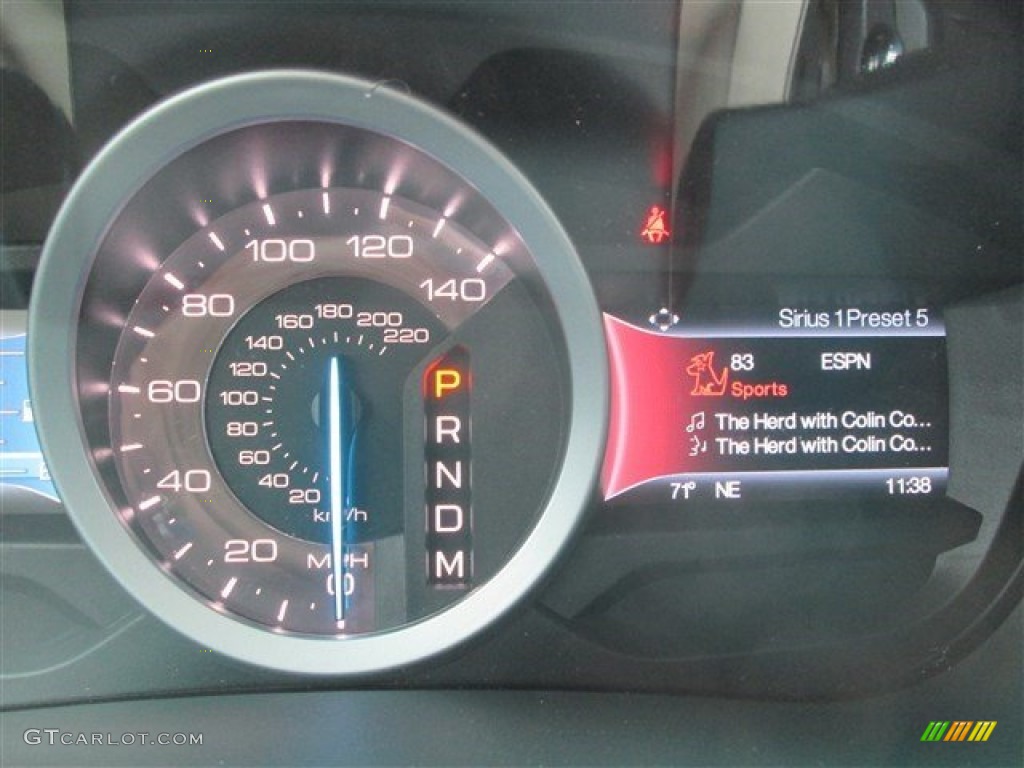 100 120
80 140
60
40
20
MPH
0
180
160 200
140 220
120
100
80
60
40
20
km/h
P
R
N
D
M
Sirius 1 Preset 5
83 ESPN
Sports
The Herd with Colin Co...
The Herd with Colin Co...
71° NE 11:38
GTCARLOT.COM